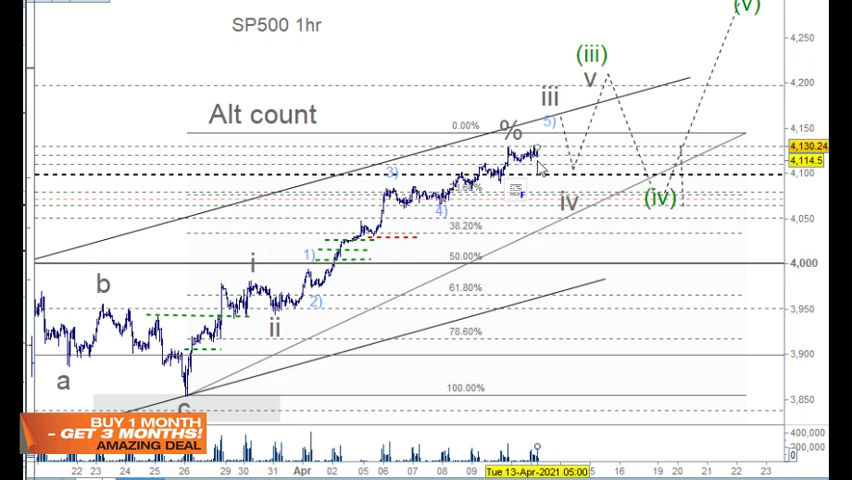 (v)
SP500 1hr
4,250
(iii)
v
4,200
iii
Alt count
5)
0.00%
%
4,150
4,130.24
4,114.5
3)
4,100
23.60%
F
iv
(iv)
4)
4,050
38.20%
1)
i
50.00%
4,000
b
2)
61.80%
3,950
ii
78.60%
3,900
a
100.00%
3,850
c
BUY 1 MONTH
- GET 3 MONTHS!
AMAZING DEAL
400,000
200,000
0
22 23 24 25 26 29 30 31 Apr 02 05 06 07 08 09 Tue 13-Apr-2021 05:00 5 16 19 20 21 22 23